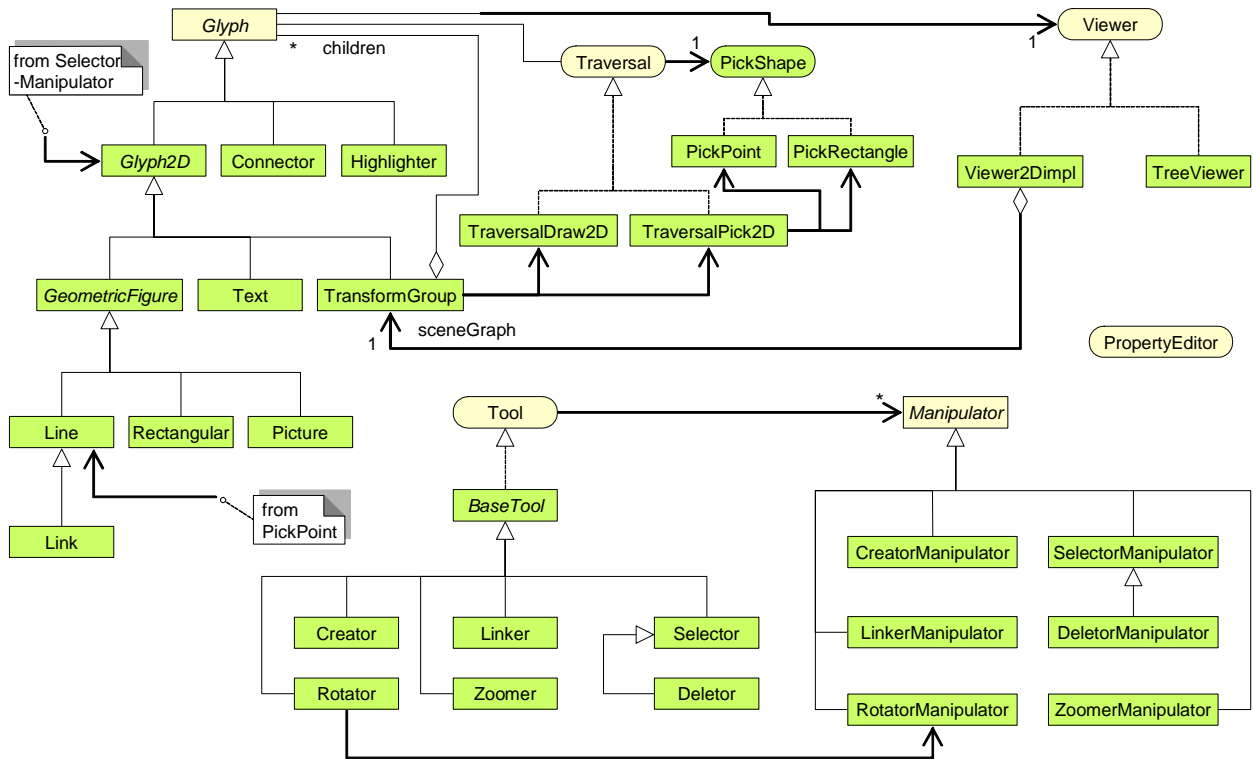 Glyph
Viewer
*
children
1
1
from Selector
-Manipulator
Traversal
PickShape
Glyph2D
Connector
Highlighter
PickPoint
PickRectangle
Viewer2Dimpl
TreeViewer
TraversalDraw2D
TraversalPick2D
GeometricFigure
Text
TransformGroup
sceneGraph
1
PropertyEditor
Tool
*
Manipulator
Line
Rectangular
Picture
BaseTool
from
PickPoint
Link
CreatorManipulator
SelectorManipulator
Creator
Linker
Selector
LinkerManipulator
DeletorManipulator
Rotator
Zoomer
Deletor
RotatorManipulator
ZoomerManipulator